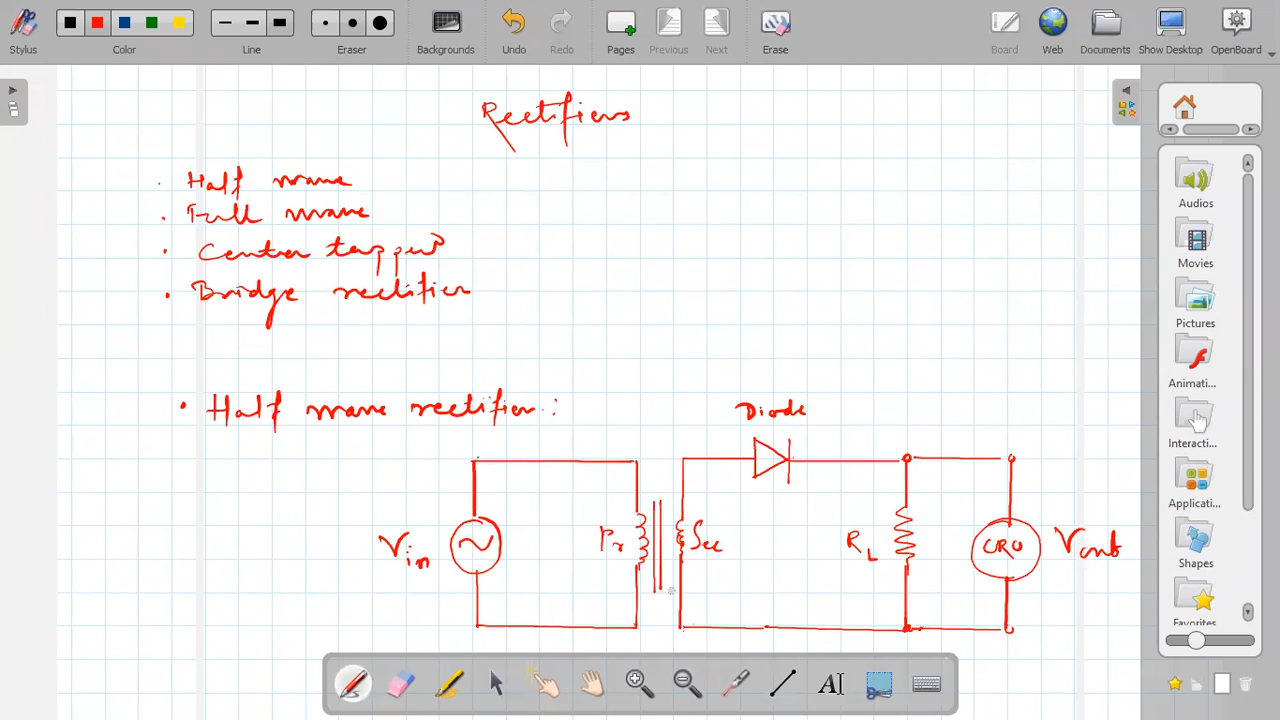 Stylus Color Line Eraser Backgrounds Undo Redo Pages Previous Next Erase Board Web Documents Show Desktop OpenBoard
Rectifiers
· Half wave
· Full wave
· Center tapped
· Bridge rectifier
· Half wave rectifier:
Diode
Vin
Pr
Sec
RL
CRO
Vout
Audios
Movies
Pictures
Animati...
Interacti...
Applicati...
Shapes
Favorites
AI